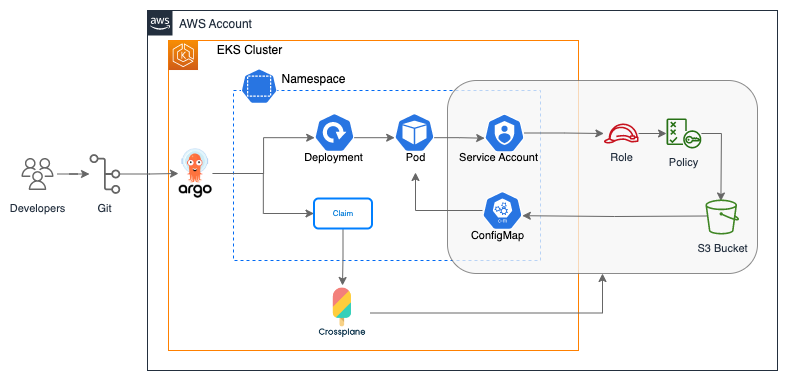 aws
AWS Account
EKS Cluster
Namespace
Deployment
Pod
Service Account
Role
Policy
Developers
Git
argo
Claim
c-m
ConfigMap
S3 Bucket
Crossplane